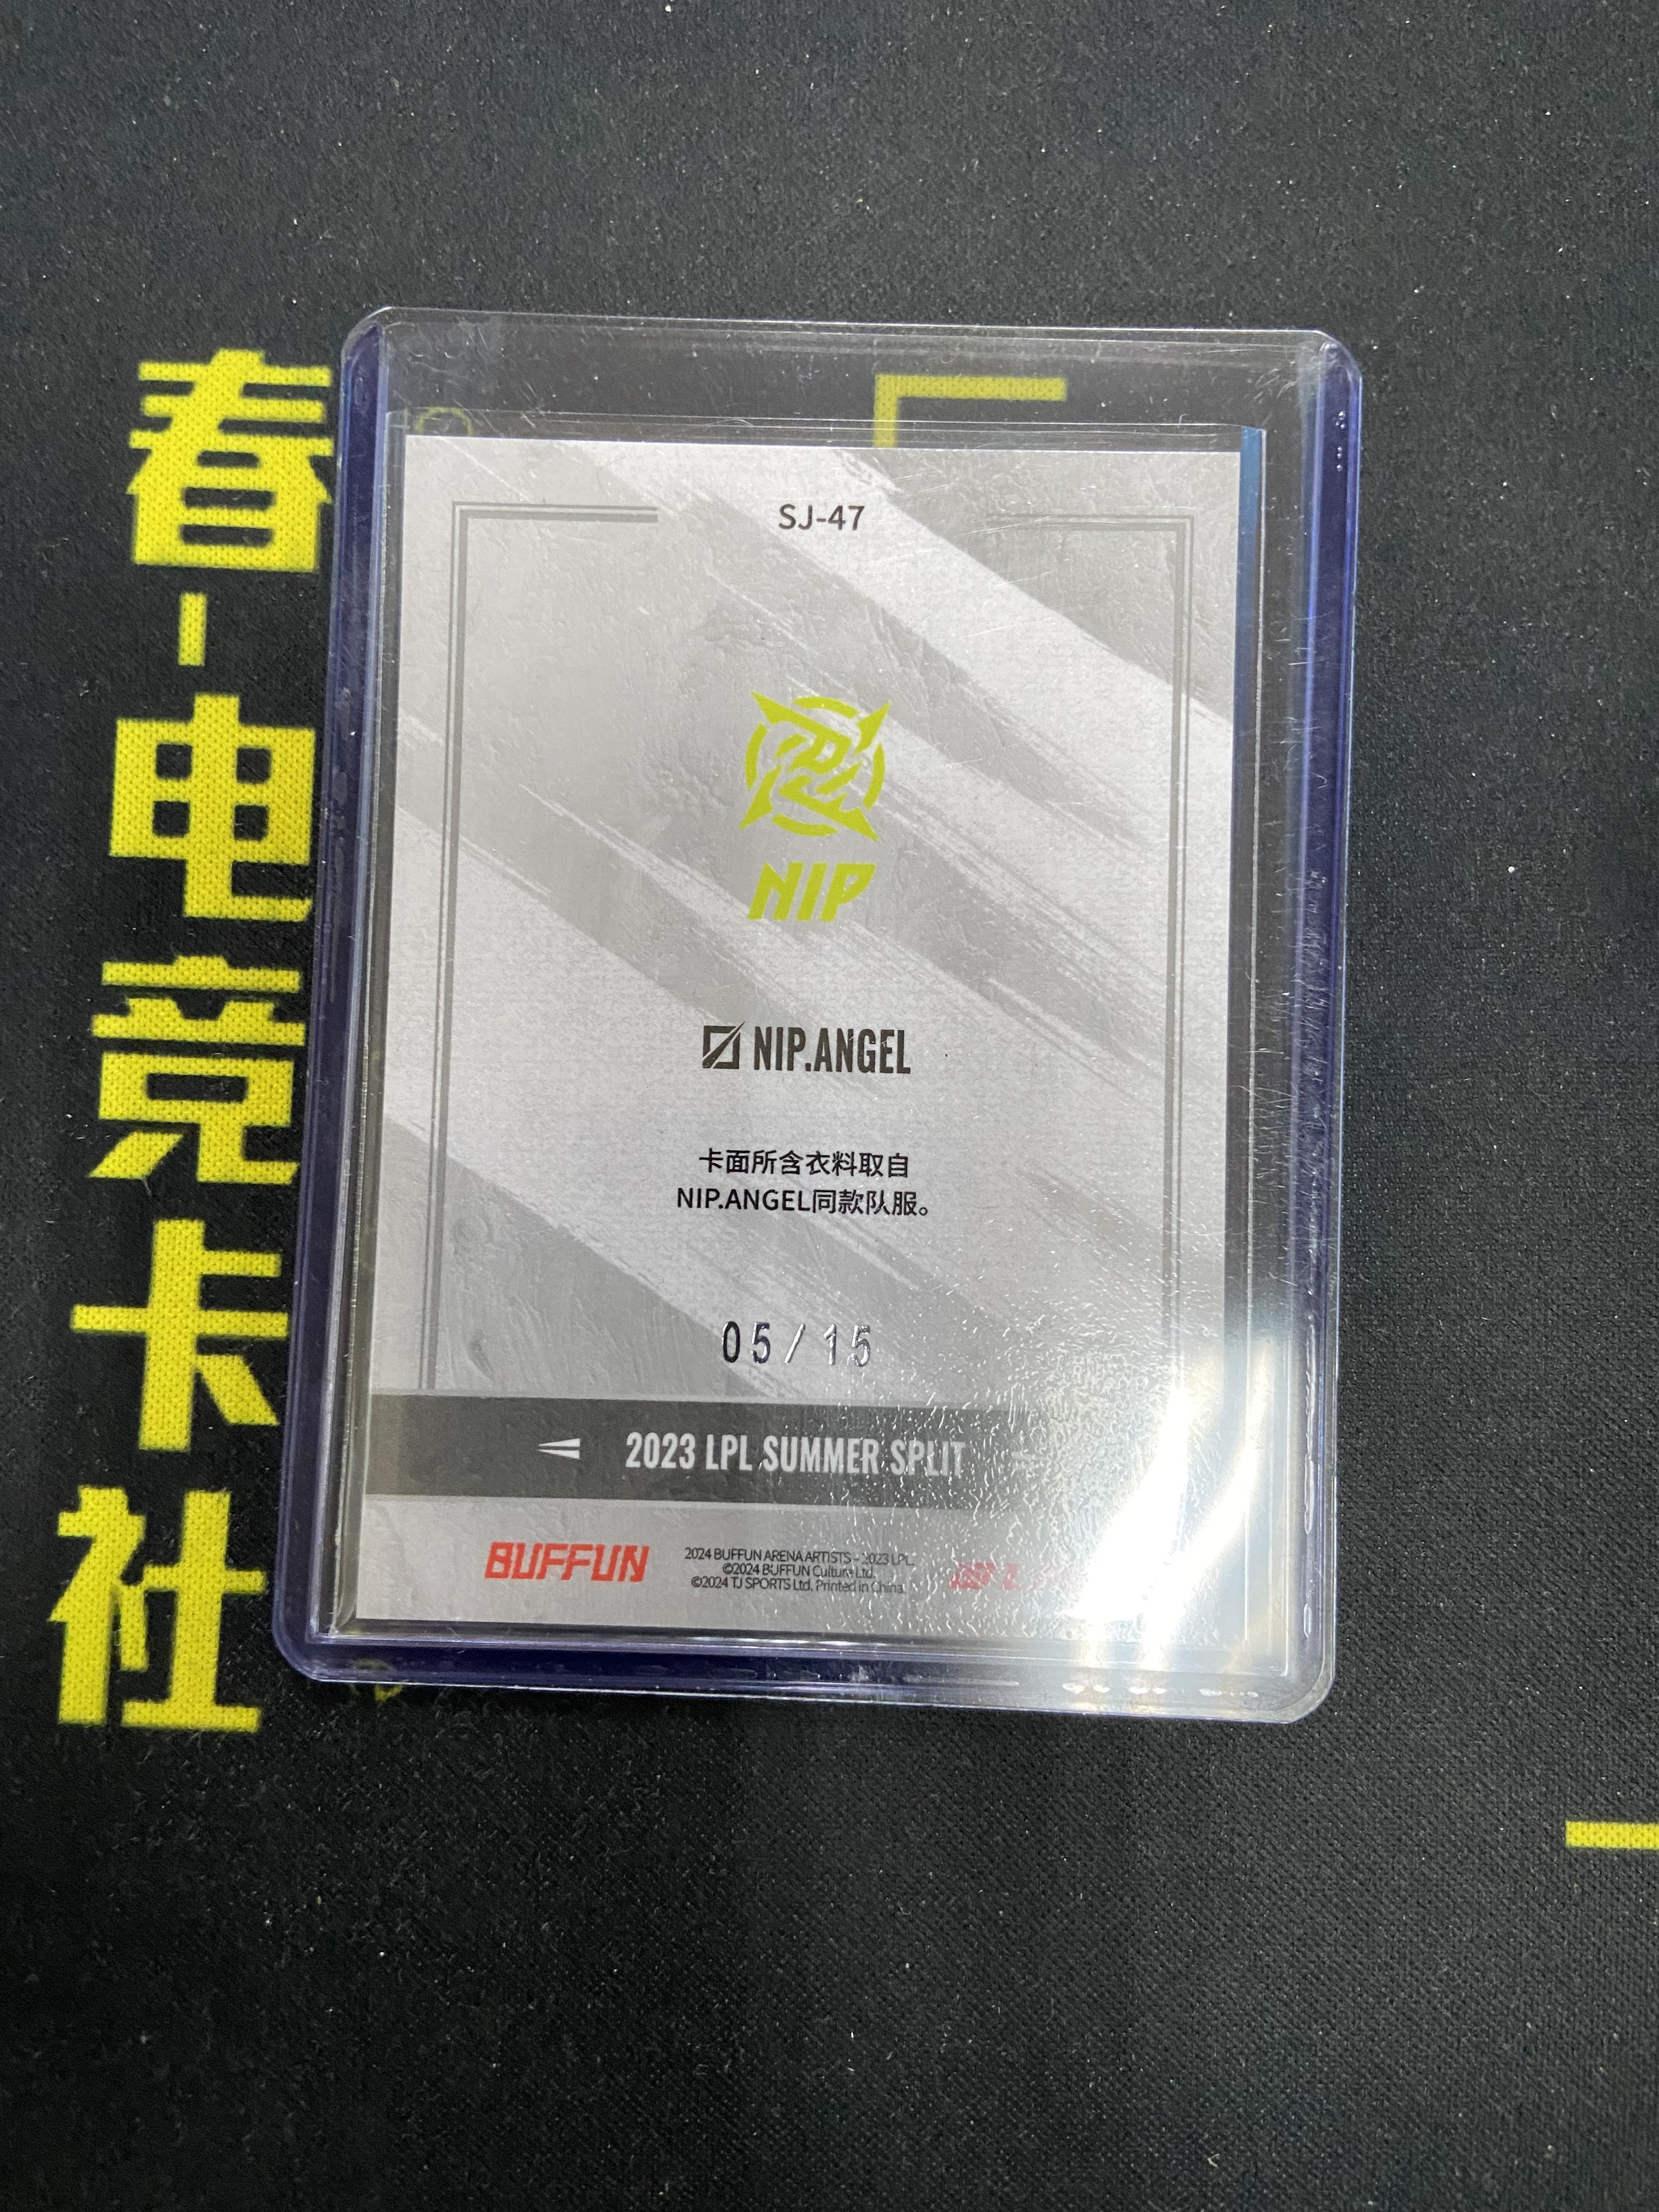 春-电竞卡社
SJ-47
NIP
NIP.ANGEL
卡面所含衣料取自
NIP.ANGEL同款队服。
05/15
2023 LPL SUMMER SPLIT
BUFFUN
2024 BUFFUN ARENA ARTISTS – 2023 LPL.
©2024 BUFFUN Culture Ltd.
©2024 TJ SPORTS Ltd. Printed in China.